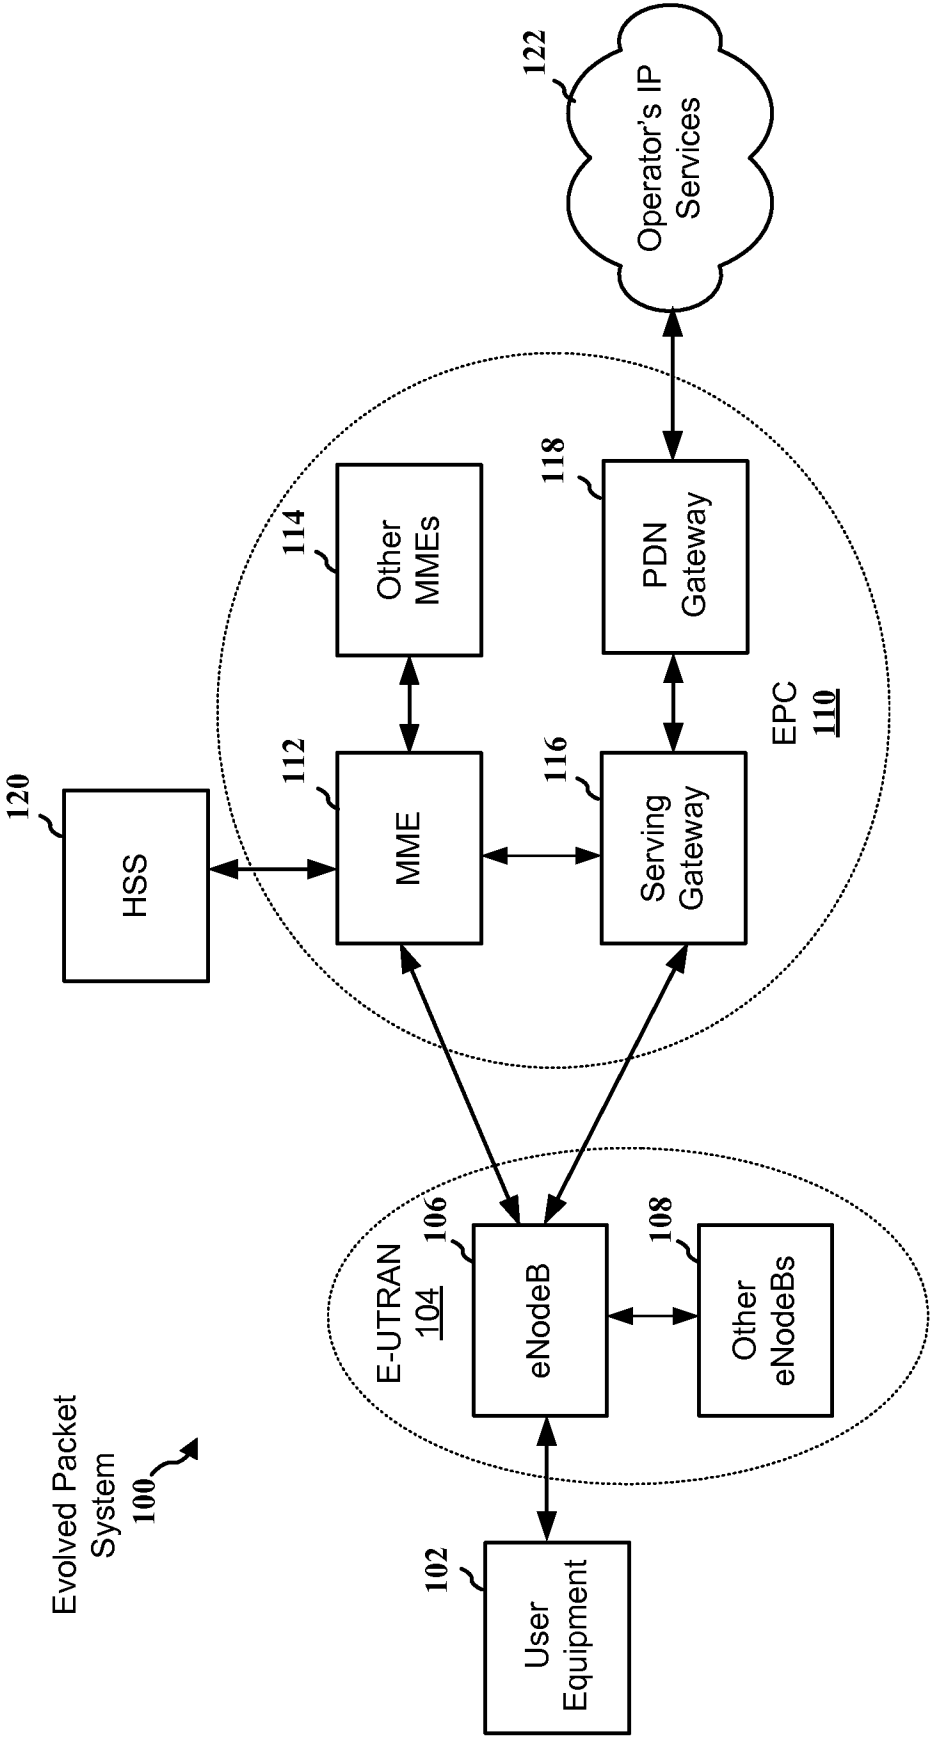 Evolved Packet
System
100
102
User
Equipment
E-UTRAN
104
106
eNodeB
108
Other
eNodeBs
120
HSS
112
MME
114
Other
MMEs
116
Serving
Gateway
118
PDN
Gateway
EPC
110
122
Operator's IP
Services